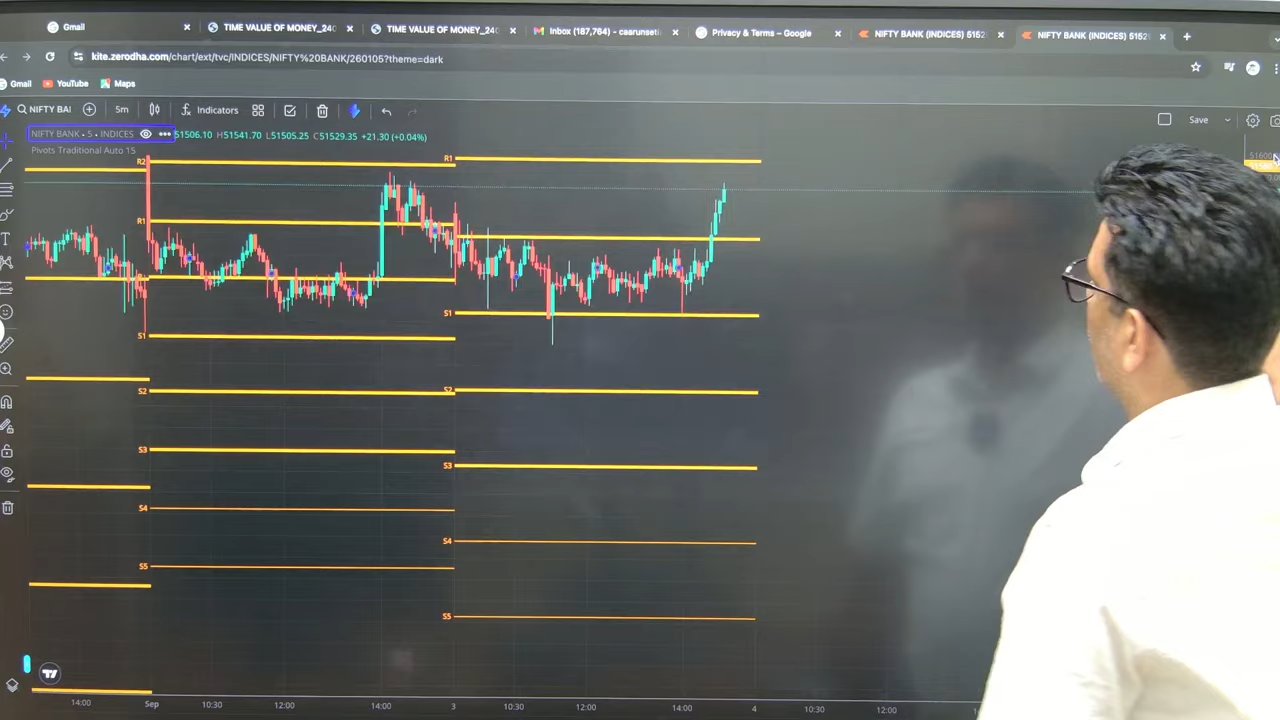 Gmail
TIME VALUE OF MONEY_240
TIME VALUE OF MONEY_240
Inbox (187,764) - caarunseti
Privacy & Terms – Google
NIFTY BANK (INDICES) 5152
NIFTY BANK (INDICES) 5152
kite.zerodha.com/chart/ext/tvc/INDICES/NIFTY%20BANK/260105?theme=dark
Gmail YouTube Maps
NIFTY BAI 5m Indicators Save
NIFTY BANK • 5 • INDICES 51506.10 H51541.70 L51505.25 C51529.35 +21.30 (+0.04%)
Pivots Traditional Auto 15
51600
R2 R1
R1
S1
S1
S2 S2
S3
S3
S4
S4
S5
S5
14:00 Sep 10:30 12:00 14:00 3 10:30 12:00 14:00 4 10:30 12:00